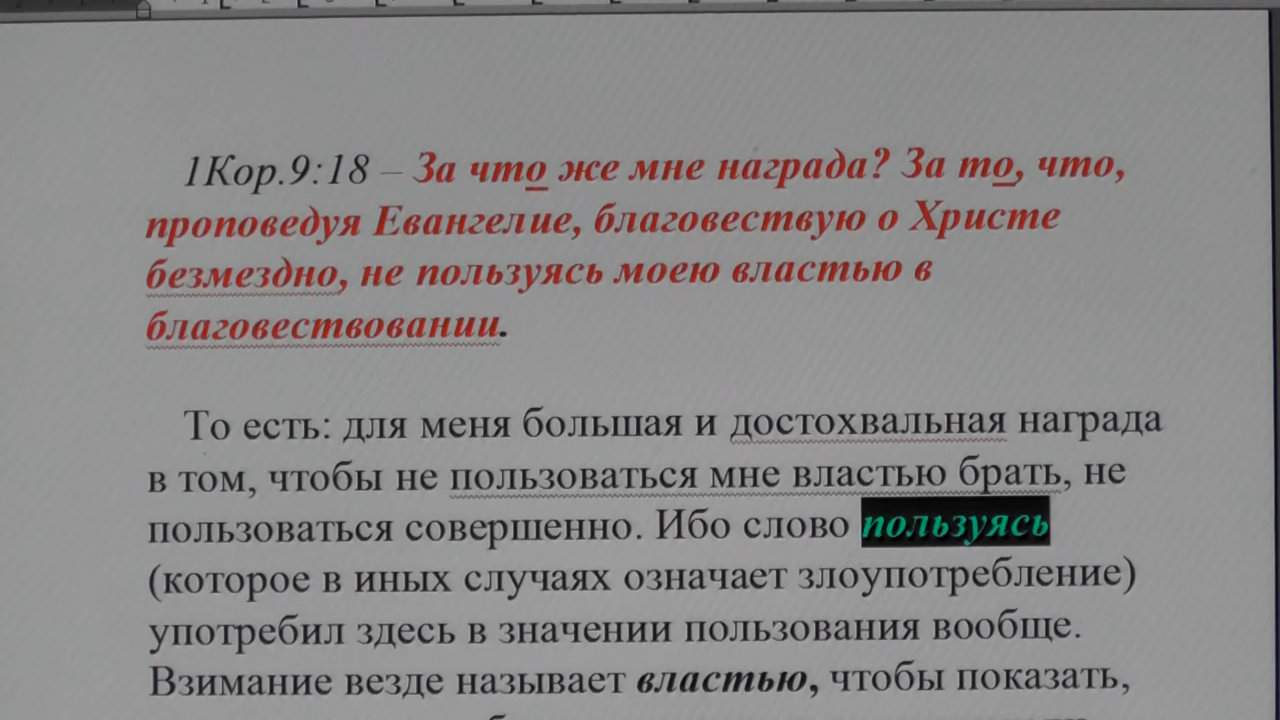 1Кор.9:18 – За что же мне награда? За то, что,
проповедуя Евангелие, благовествую о Христе
безмездно, не пользуясь моею властью в
благовествовании.
То есть: для меня большая и достохвальная награда
в том, чтобы не пользоваться мне властью брать, не
пользоваться совершенно. Ибо слово пользуясь
(которое в иных случаях означает злоупотребление)
употребил здесь в значении пользования вообще.
Взимание везде называет властью, чтобы показать,